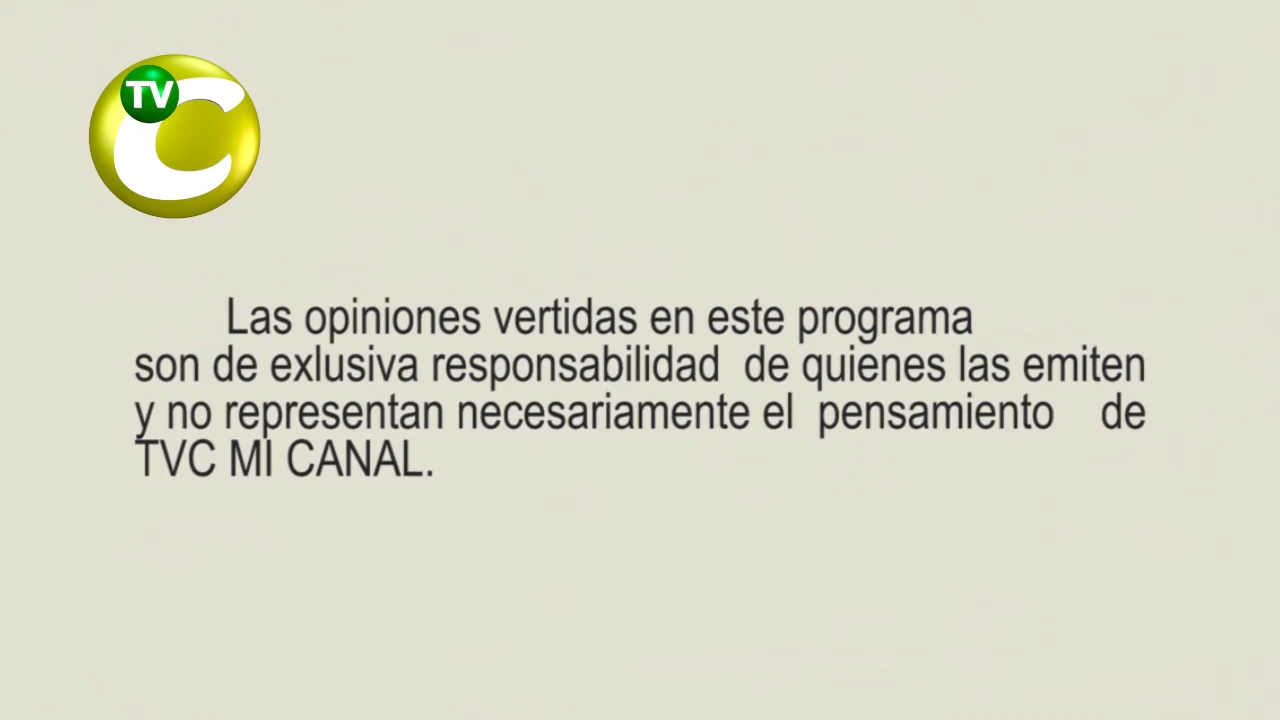 TV
C
Las opiniones vertidas en este programa
son de exlusiva responsabilidad de quienes las emiten
y no representan necesariamente el pensamiento de
TVC MI CANAL.